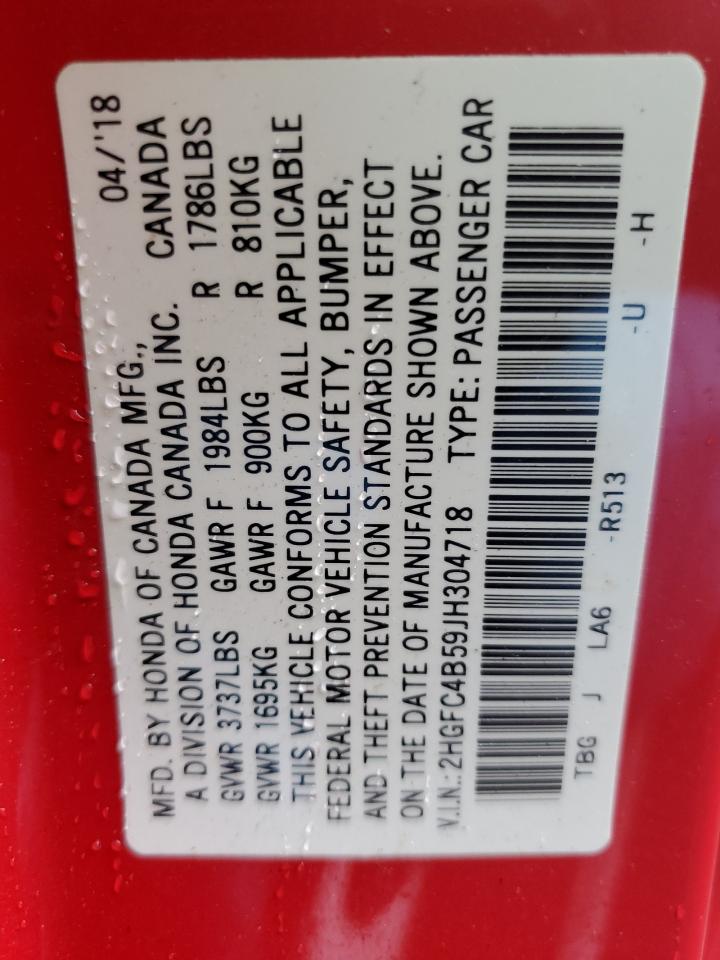 MFD. BY HONDA OF CANADA MFG., 04/'18
A DIVISION OF HONDA CANADA INC. CANADA
GVWR 3737LBS GAWR F 1984LBS R 1786LBS
GVWR 1695KG GAWR F 900KG R 810KG
THIS VEHICLE CONFORMS TO ALL APPLICABLE
FEDERAL MOTOR VEHICLE SAFETY, BUMPER,
AND THEFT PREVENTION STANDARDS IN EFFECT
ON THE DATE OF MANUFACTURE SHOWN ABOVE.
V.I.N.: 2HGFC4B59JH304718 TYPE: PASSENGER CAR
TBG J LA6 -R513 -U -H